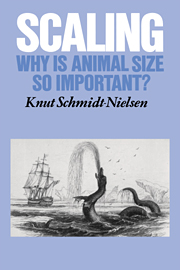 SCALING
WHY IS ANIMAL SIZE
SO IMPORTANT?
Knut Schmidt-Nielsen